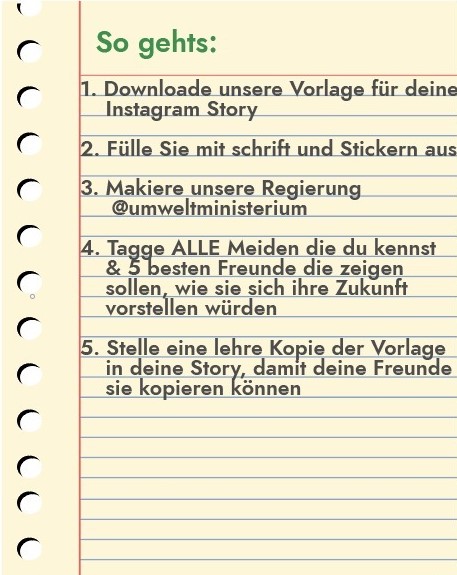 So gehts:
1. Downloade unsere Vorlage für deine
Instagram Story
2. Fülle Sie mit schrift und Stickern aus
3. Makiere unsere Regierung
@umweltministerium
4. Tagge ALLE Meiden die du kennst
& 5 besten Freunde die zeigen
sollen, wie sie sich ihre Zukunft
vorstellen würden
5. Stelle eine lehre Kopie der Vorlage
in deine Story, damit deine Freunde
sie kopieren können